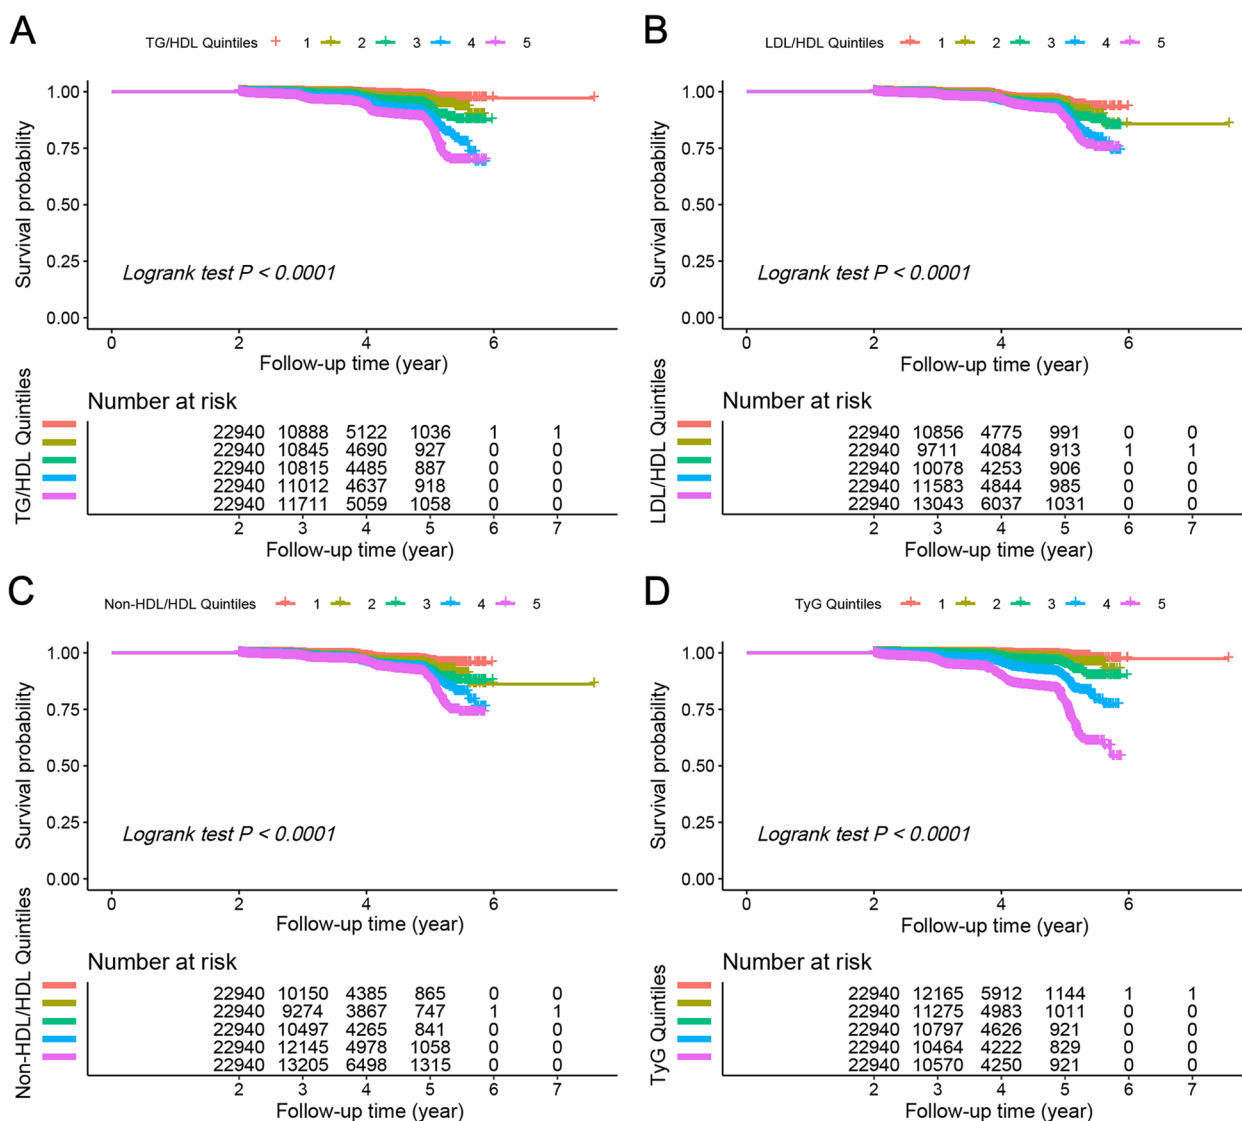 A
TG/HDL Quintiles 1 2 3 4 5
Survival probability
1.00
0.75
0.50
0.25
0.00
Logrank test P < 0.0001
0 2 4 6
Follow-up time (year)
TG/HDL Quintiles
Number at risk
22940 10888 5122 1036 1 1
22940 10845 4690 927 0 0
22940 10815 4485 887 0 0
22940 11012 4637 918 0 0
22940 11711 5059 1058 0 0
2 3 4 5 6 7
Follow-up time (year)
B
LDL/HDL Quintiles 1 2 3 4 5
Survival probability
1.00
0.75
0.50
0.25
0.00
Logrank test P < 0.0001
0 2 4 6
Follow-up time (year)
LDL/HDL Quintiles
Number at risk
22940 10856 4775 991 0 0
22940 9711 4084 913 1 1
22940 10078 4253 906 0 0
22940 11583 4844 985 0 0
22940 13043 6037 1031 0 0
2 3 4 5 6 7
Follow-up time (year)
C
Non-HDL/HDL Quintiles 1 2 3 4 5
Survival probability
1.00
0.75
0.50
0.25
0.00
Logrank test P < 0.0001
0 2 4 6
Follow-up time (year)
Non-HDL/HDL Quintiles
Number at risk
22940 10150 4385 865 0 0
22940 9274 3867 747 1 1
22940 10497 4265 841 0 0
22940 12145 4978 1058 0 0
22940 13205 6498 1315 0 0
2 3 4 5 6 7
Follow-up time (year)
D
TyG Quintiles 1 2 3 4 5
Survival probability
1.00
0.75
0.50
0.25
0.00
Logrank test P < 0.0001
0 2 4 6
Follow-up time (year)
TyG Quintiles
Number at risk
22940 12165 5912 1144 1 1
22940 11275 4983 1011 0 0
22940 10797 4626 921 0 0
22940 10464 4222 829 0 0
22940 10570 4250 921 0 0
2 3 4 5 6 7
Follow-up time (year)